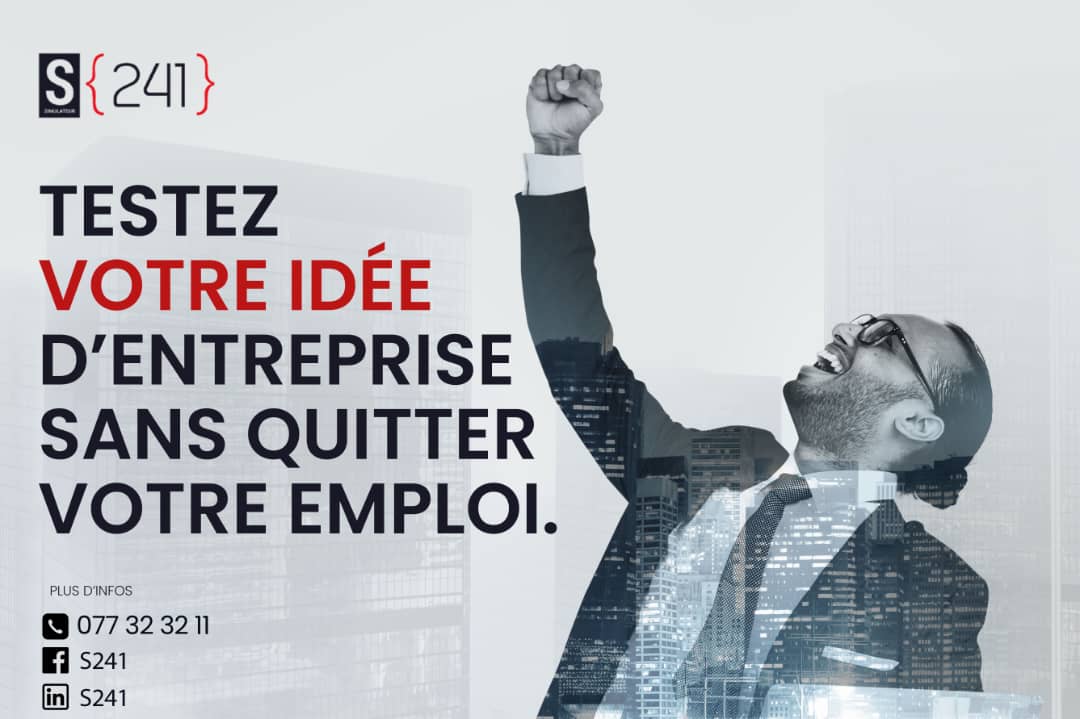 S{241}
TESTEZ
VOTRE IDÉE
D’ENTREPRISE
SANS QUITTER
VOTRE EMPLOI.
PLUS D’INFOS
077 32 32 11
S241
S241